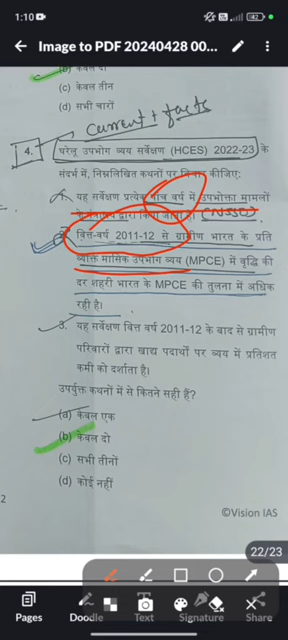 1:10
42
Image to PDF 20240428 00...
(b) केवल दो
(c) केवल तीन
(d) सभी चारों
current + facts
4. घरेलू उपभोग व्यय सर्वेक्षण (HCES) 2022-23 के
संदर्भ में, निम्नलिखित कथनों पर कीजिए:
यह सर्वेक्षण प्रत्येक पांच वर्ष में उपभोक्ता मामलों
के द्वारा किया जाता है। (NSSO)
वित्त-वर्ष 2011-12 से ग्रामीण भारत के प्रति
व्यक्ति मासिक उपभोग व्यय (MPCE) में वृद्धि की
दर शहरी भारत के MPCE की तुलना में अधिक
रही है।
3. यह सर्वेक्षण वित्त वर्ष 2011-12 के बाद से ग्रामीण
परिवारों द्वारा खाद्य पदार्थों पर व्यय में प्रतिशत
कमी को दर्शाता है।
उपर्युक्त कथनों में से कितने सही हैं?
(a) केवल एक
(b) केवल दो
(c) सभी तीनों
(d) कोई नहीं
2
©Vision IAS
22/23
Pages
Doodle
Text
Signature
Share